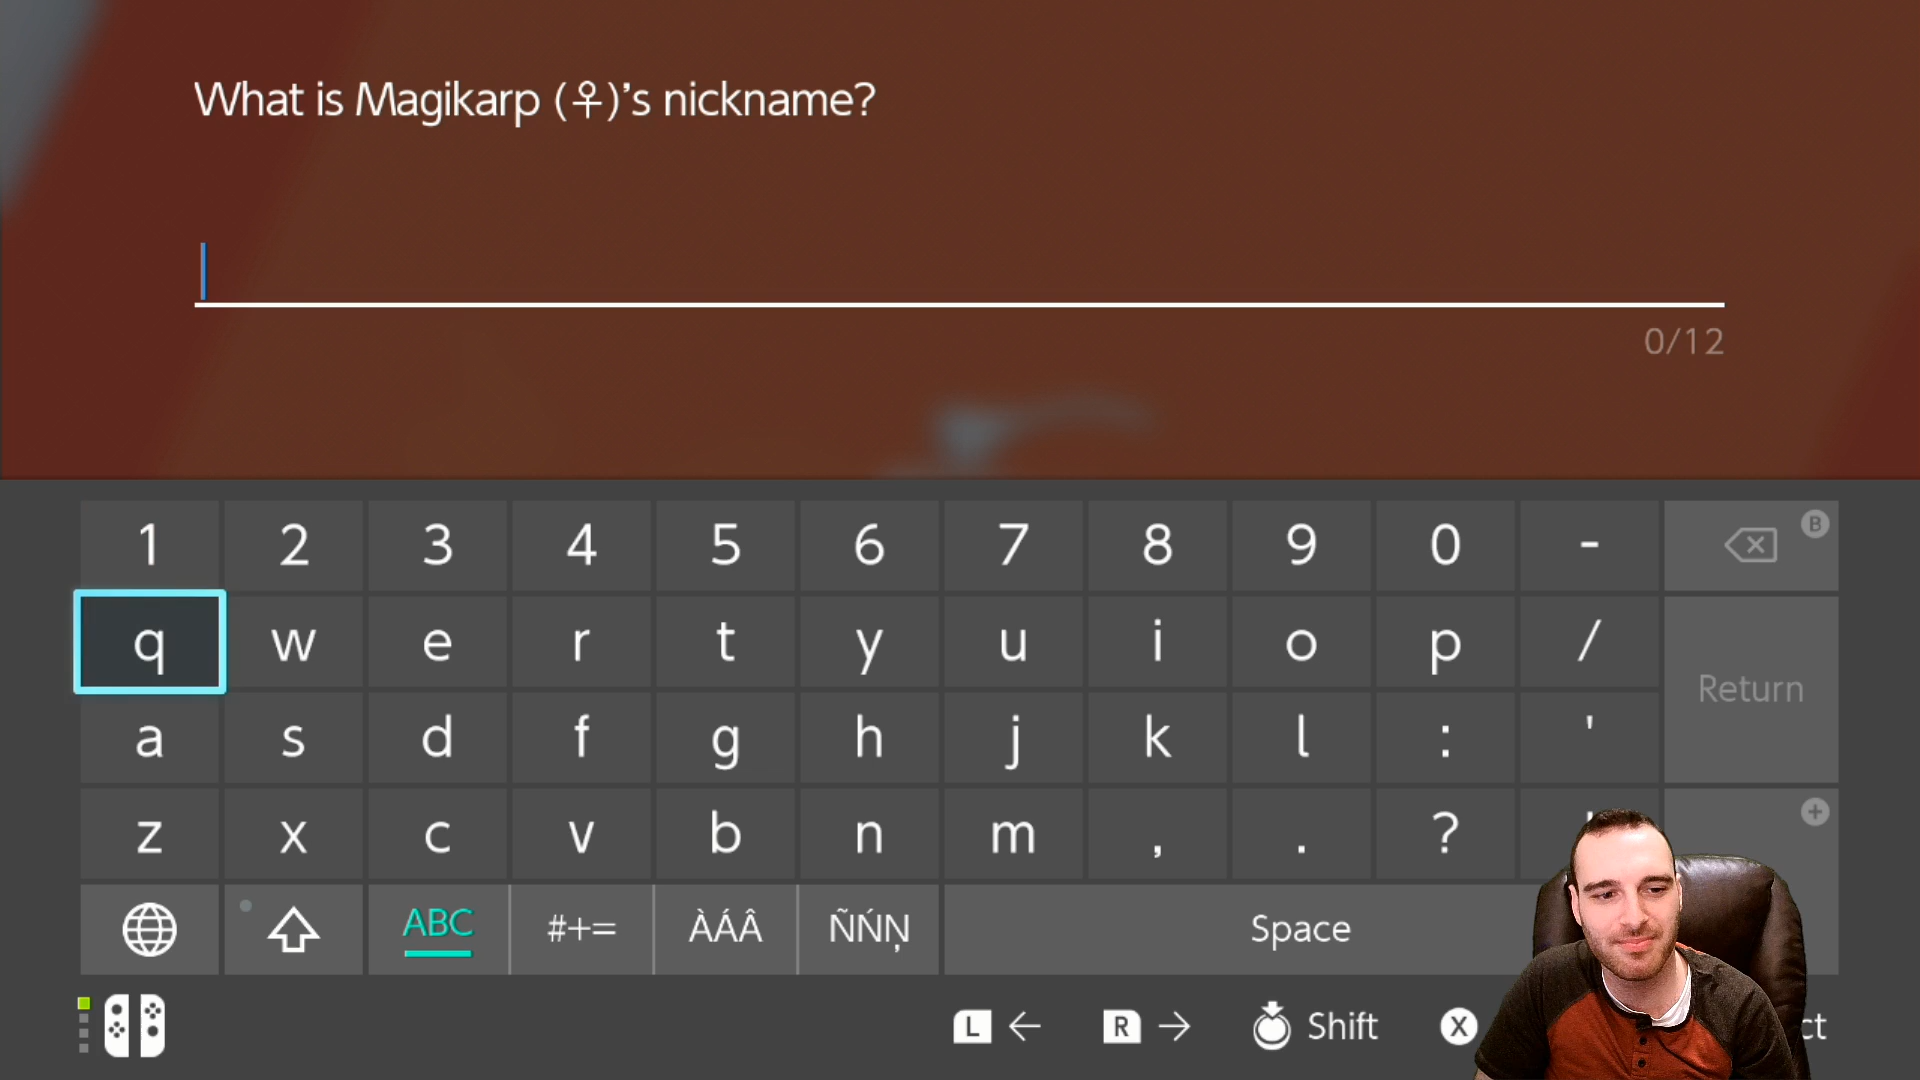 What is Magikarp (♀)'s nickname?
0/12
1 2 3 4 5 6 7 8 9 0 - B
q w e r t y u i o p /
Return
a s d f g h j k l : '
z x c v b n m , . ? +
ABC #+= ÀÁÂ ÑŃŅ Space
L ← R → Shift X ct